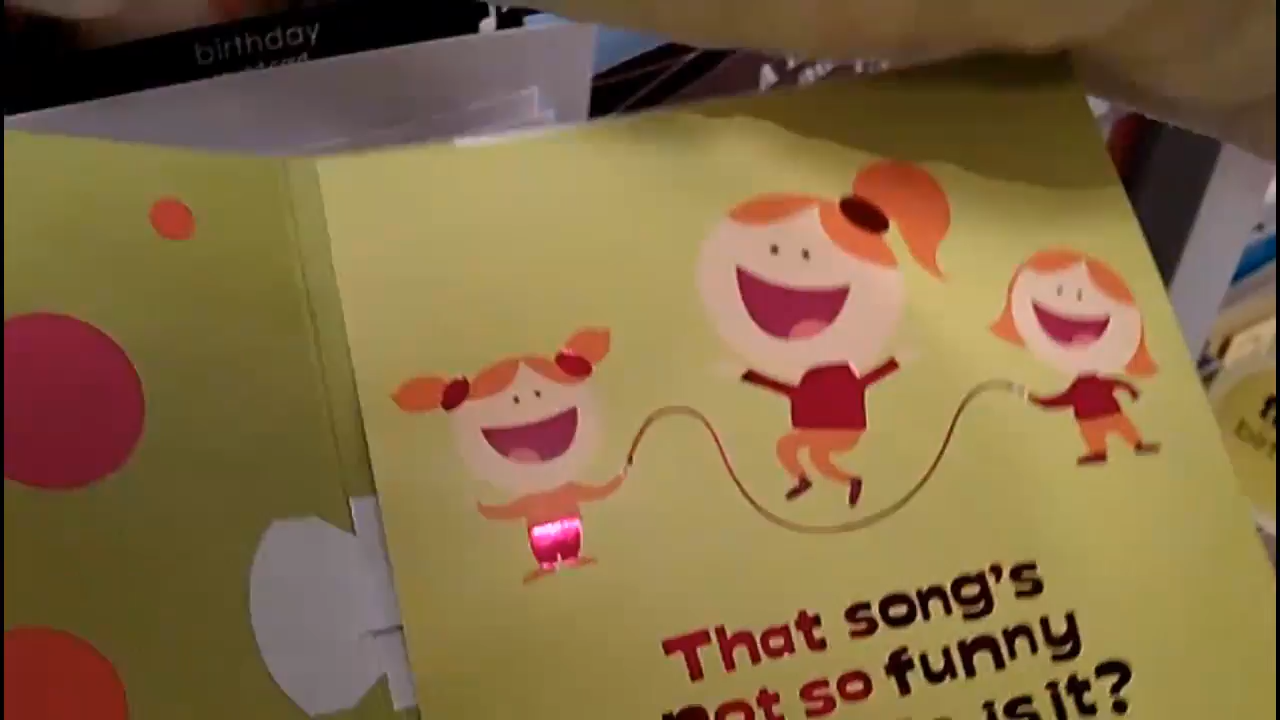 birthday
That song's
not so funny
is it?